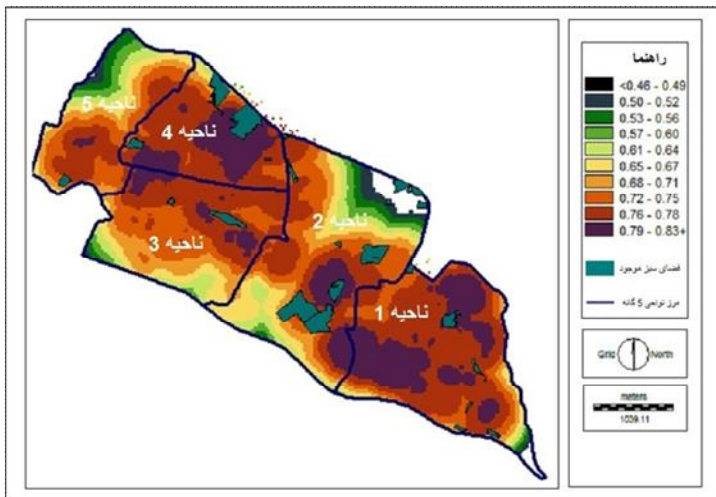 ناحیه 5
ناحیه 4
ناحیه 2
ناحیه 3
ناحیه 1
راهنما
<0.46 - 0.49
0.50 - 0.52
0.53 - 0.56
0.57 - 0.60
0.61 - 0.64
0.65 - 0.67
0.68 - 0.71
0.72 - 0.75
0.76 - 0.78
0.79 - 0.83+
فضای سبز موجود
مرز نواحی 5 گانه
Grid North
meters
1039.11